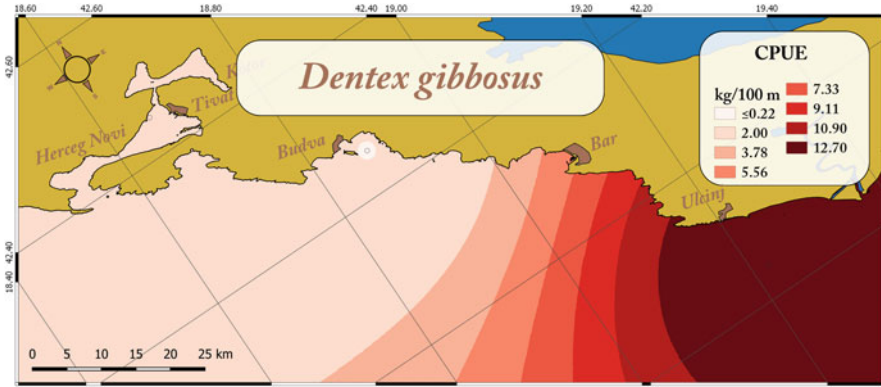 18.60 42.60 18.80 42.40 19.00 19.20 42.20 19.40
42.60
42.40
18.40
Dentex gibbosus
CPUE
kg/100 m
≤0.22
2.00
3.78
5.56
7.33
9.11
10.90
12.70
Kotor
Tivat
Herceg Novi
Budva
Bar
Ulcinj
0 5 10 15 20 25 km